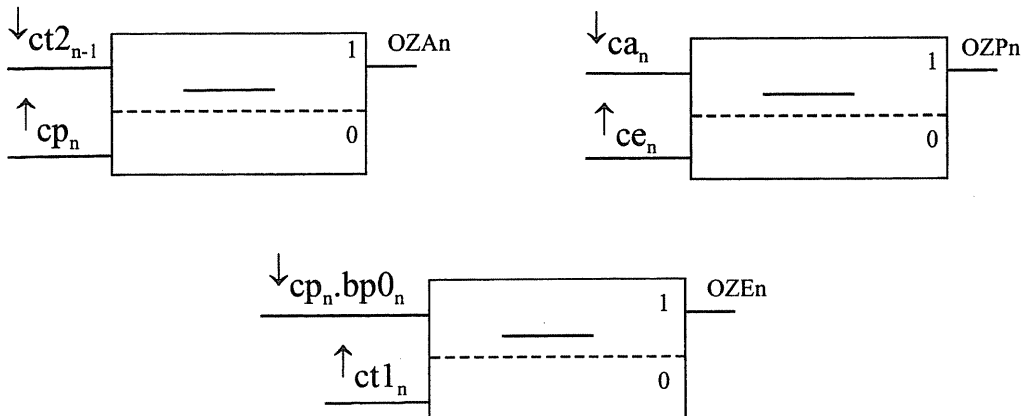 ↓ct2n-1 1 OZAn
↑cpn 0
↓can 1 OZPn
↑cen 0
↓cpn.bp0n 1 OZEn
↑ct1n 0